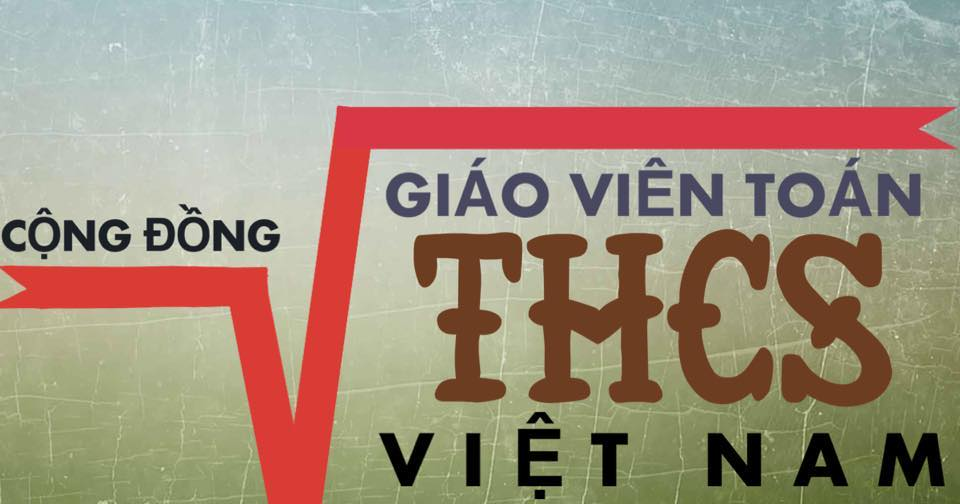 CỘNG ĐỒNG
GIÁO VIÊN TOÁN
THCS
VIỆT NAM